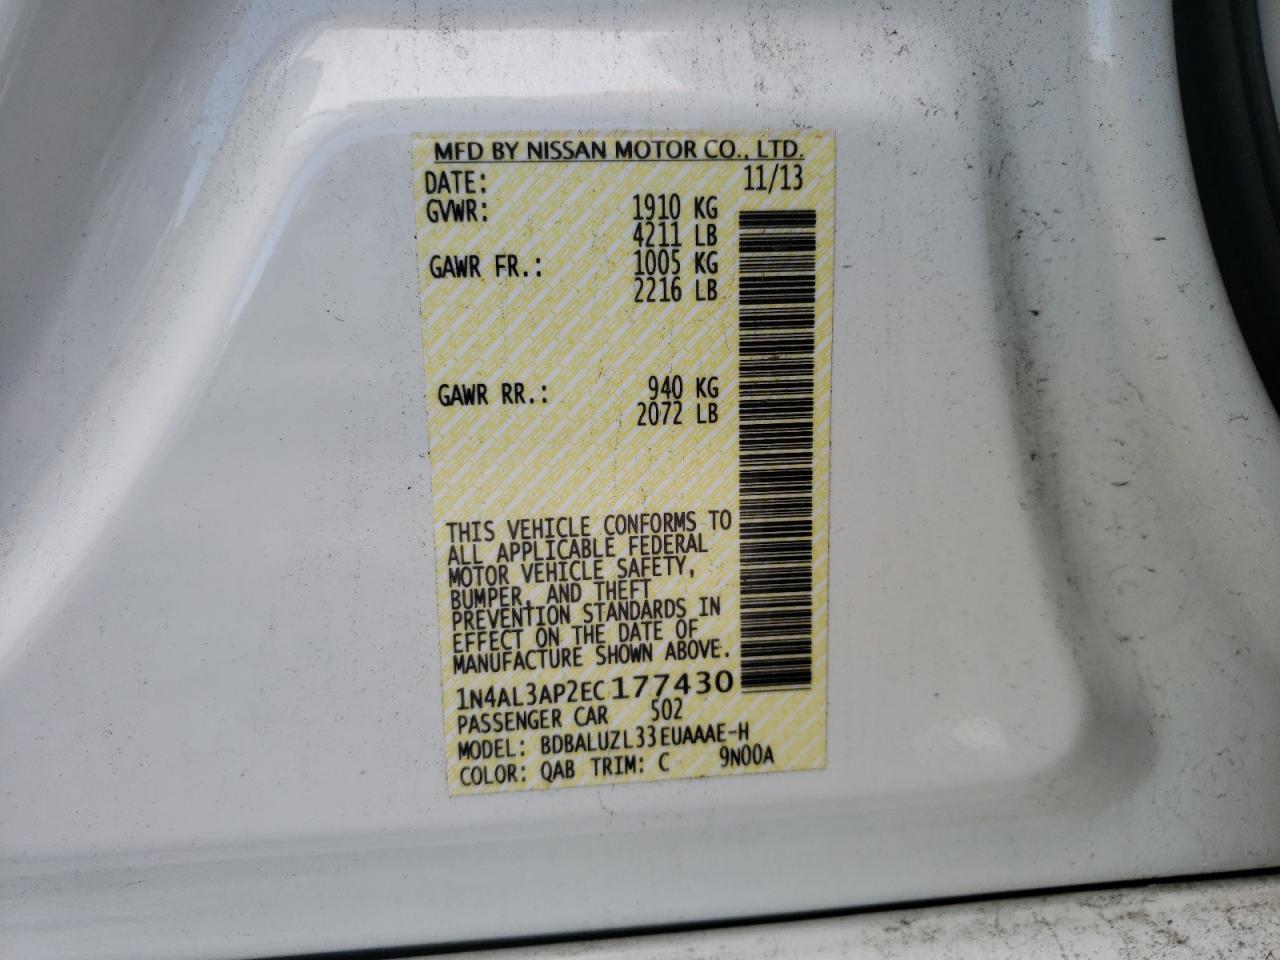 MFD BY NISSAN MOTOR CO., LTD.
DATE: 11/13
GVWR: 1910 KG
4211 LB
GAWR FR.: 1005 KG
2216 LB
GAWR RR.: 940 KG
2072 LB
THIS VEHICLE CONFORMS TO
ALL APPLICABLE FEDERAL
MOTOR VEHICLE SAFETY,
BUMPER, AND THEFT
PREVENTION STANDARDS IN
EFFECT ON THE DATE OF
MANUFACTURE SHOWN ABOVE.
1N4AL3AP2EC177430
PASSENGER CAR 502
MODEL: BDBALUZL33EUAAAE-H
COLOR: QAB TRIM: C 9N00A